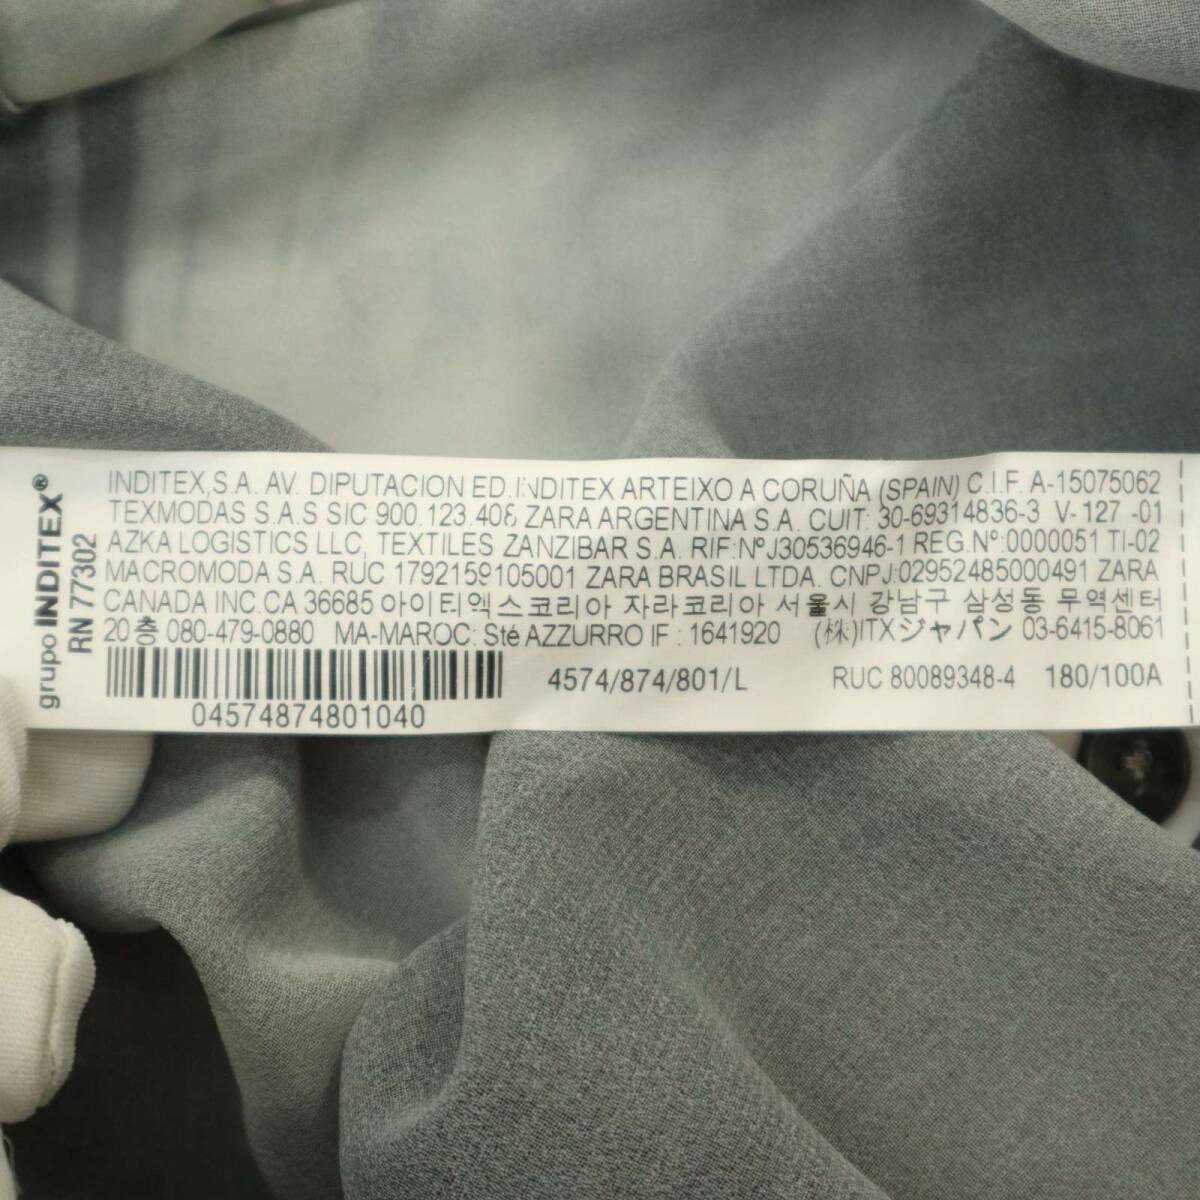 grupo INDITEX®
RN 77302
INDITEX,S.A. AV. DIPUTACION ED.INDITEX ARTEIXO A CORUÑA (SPAIN) C.I.F. A-15075062
TEXMODAS S.A.S SIC 900.123.408 ZARA ARGENTINA S.A. CUIT: 30-69314836-3 V-127 -01
AZKA LOGISTICS LLC, TEXTILES ZANZIBAR S.A. RIF:NºJ30536946-1 REG.Nº:0000051 TI-02
MACROMODA S.A. RUC 1792159105001 ZARA BRASIL LTDA. CNPJ:02952485000491 ZARA
CANADA INC.CA 36685 아이티엑스코리아 자라코리아 서울시 강남구 삼성동 무역센터
20층 080-479-0880 MA-MAROC: Sté AZZURRO IF : 1641920 (株)ITXジャパン 03-6415-8061
4574/874/801/L RUC 80089348-4 180/100A
04574874801040